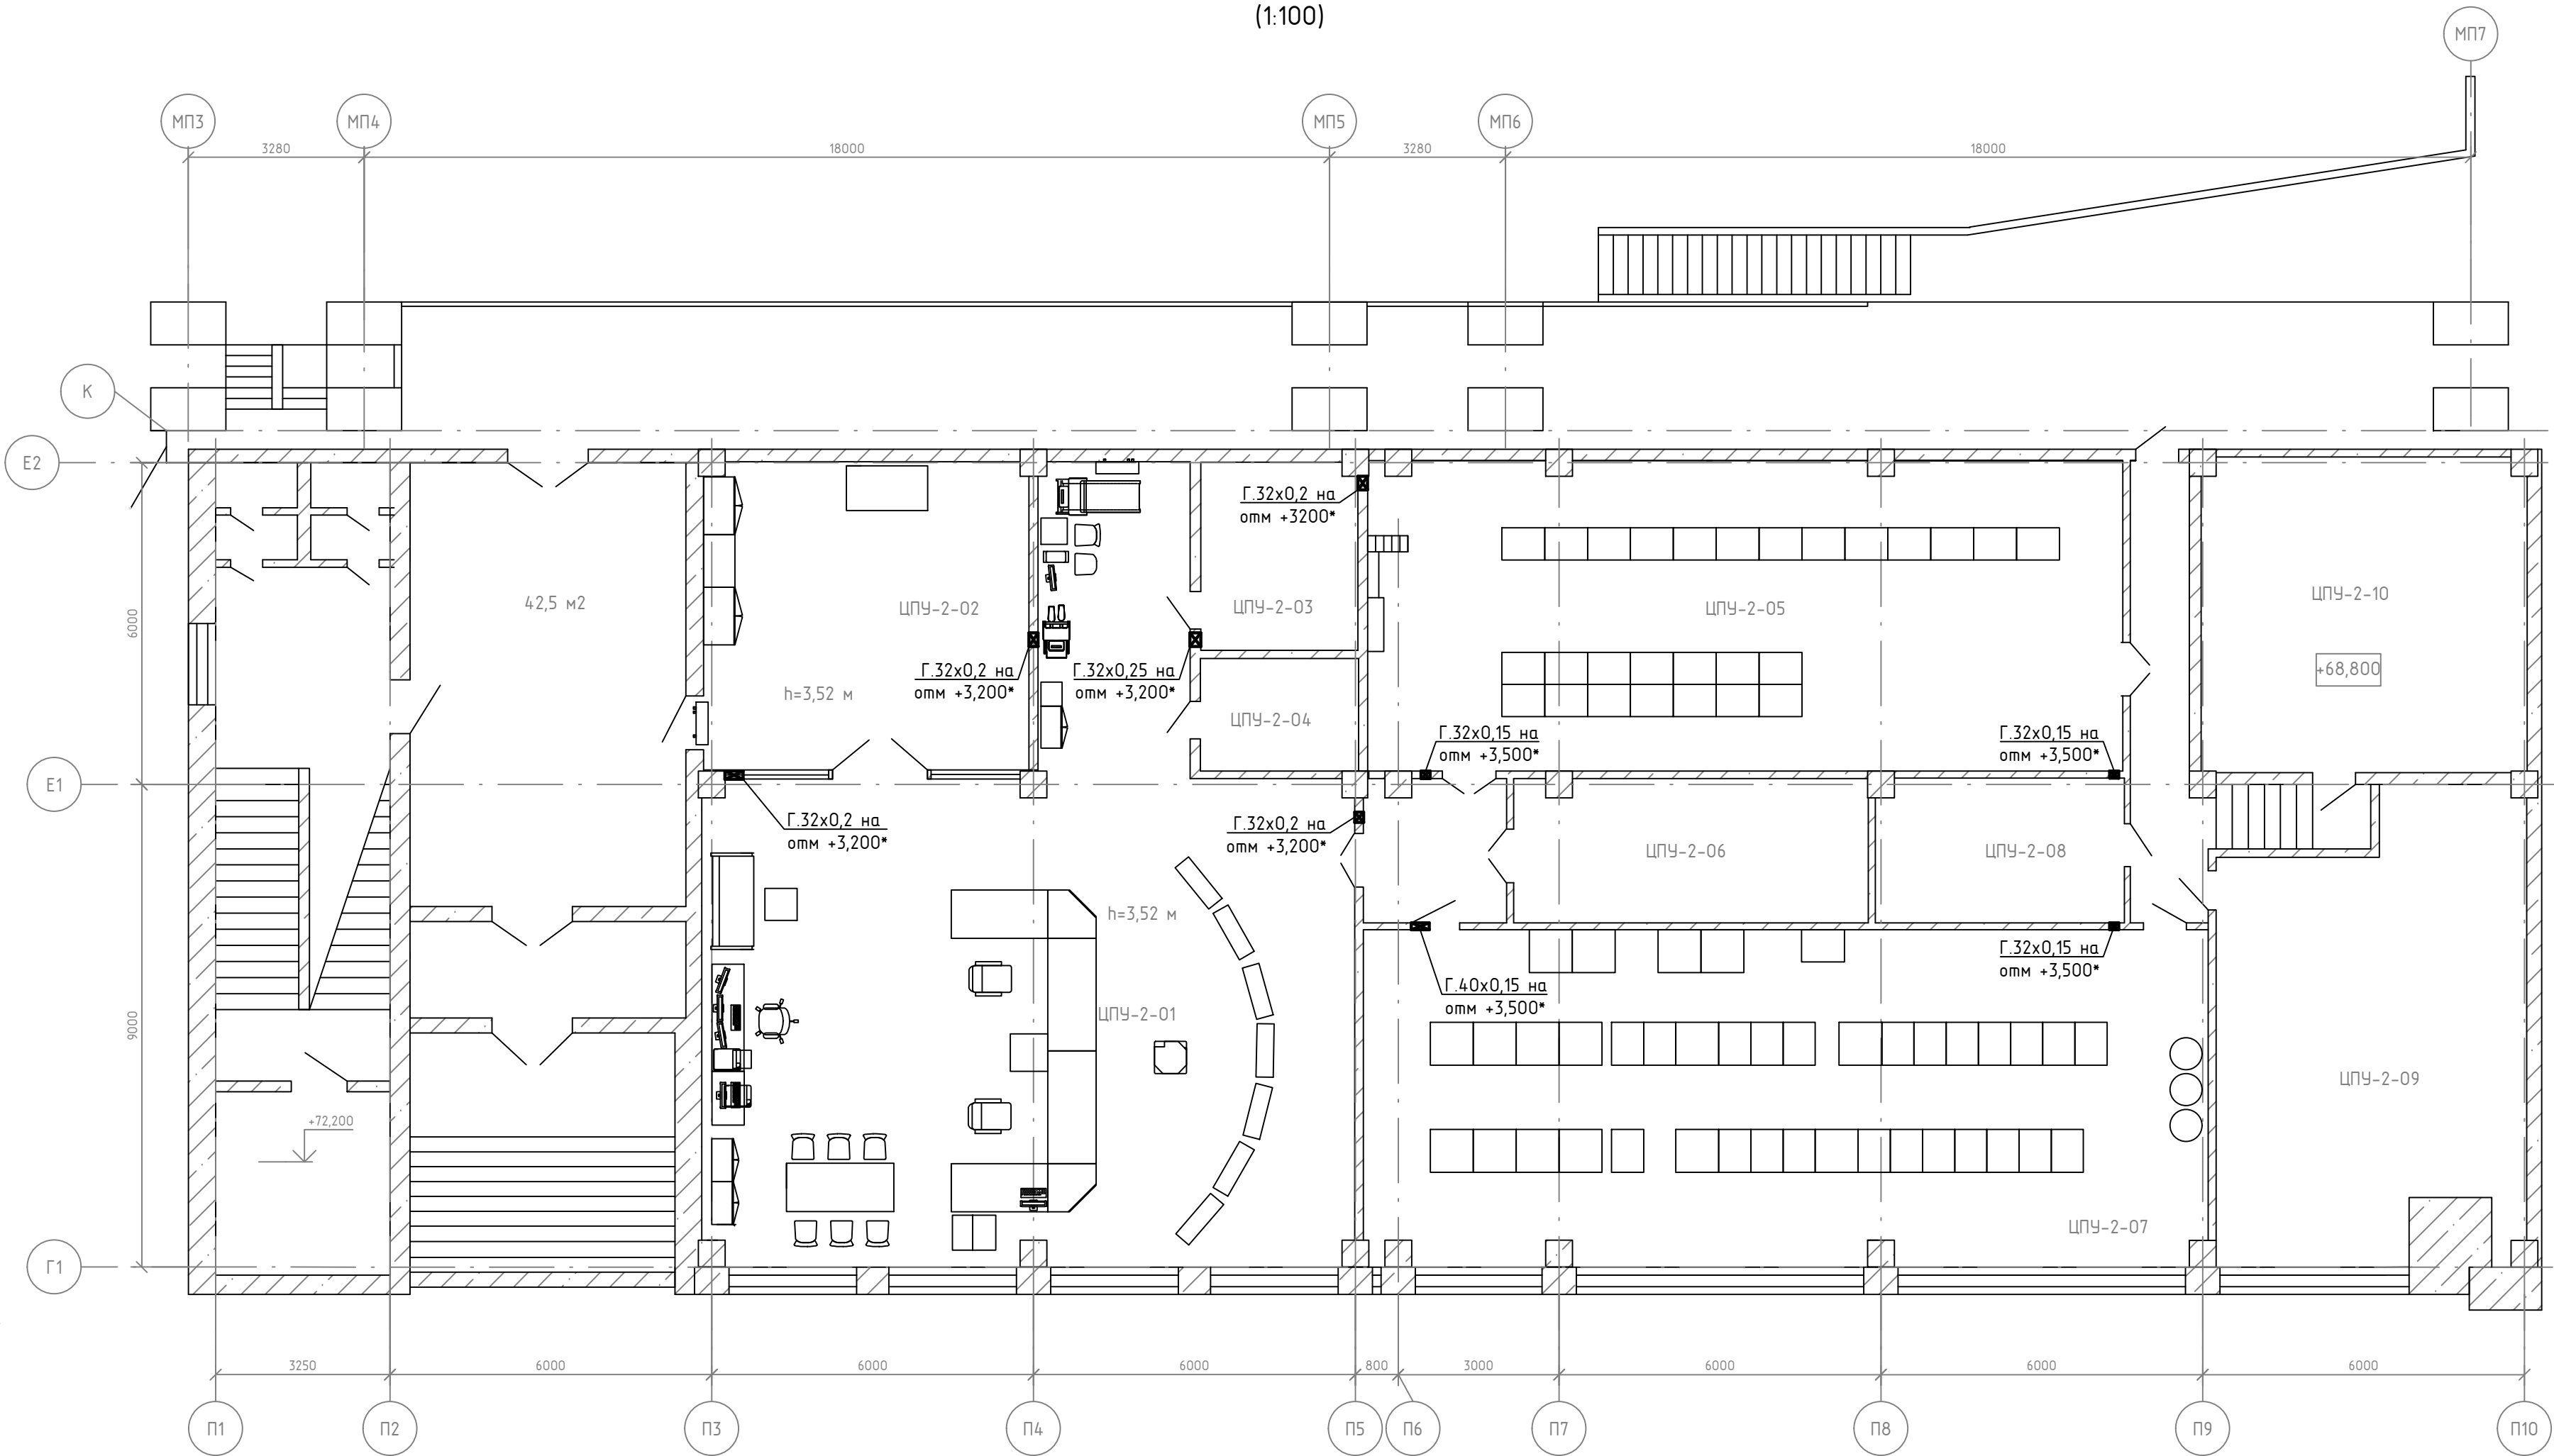 (1:100)
МП7
МП3
МП4
МП5
МП6
3280
18000
3280
18000
К
Е2
Г.32х0,2 на
отм +3200*
6000
42,5 м2
ЦПУ-2-02
ЦПУ-2-03
ЦПУ-2-05
ЦПУ-2-10
+68,800
Г.32х0,2 на
отм +3,200*
Г.32х0,25 на
отм +3,200*
h=3,52 м
ЦПУ-2-04
Г.32х0,15 на
отм +3,500*
Г.32х0,15 на
отм +3,500*
Е1
Г.32х0,2 на
отм +3,200*
Г.32х0,2 на
отм +3,200*
ЦПУ-2-06
ЦПУ-2-08
h=3,52 м
Г.32х0,15 на
отм +3,500*
Г.40х0,15 на
отм +3,500*
9000
ЦПУ-2-01
ЦПУ-2-09
+72,200
ЦПУ-2-07
Г1
3250
6000
6000
6000
800
3000
6000
6000
6000
П1
П2
П3
П4
П5
П6
П7
П8
П9
П10